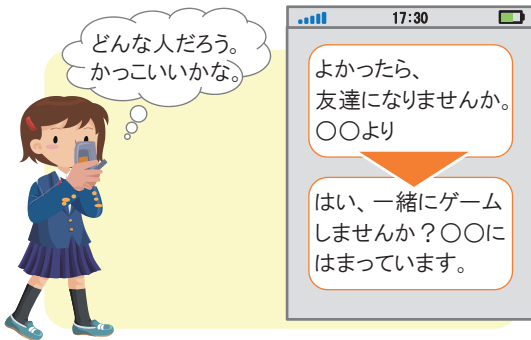 どんな人だろう。
かっこいいかな。
17:30
よかったら、
友達になりませんか。
○○より
はい、一緒にゲーム
しませんか？○○に
はまっています。